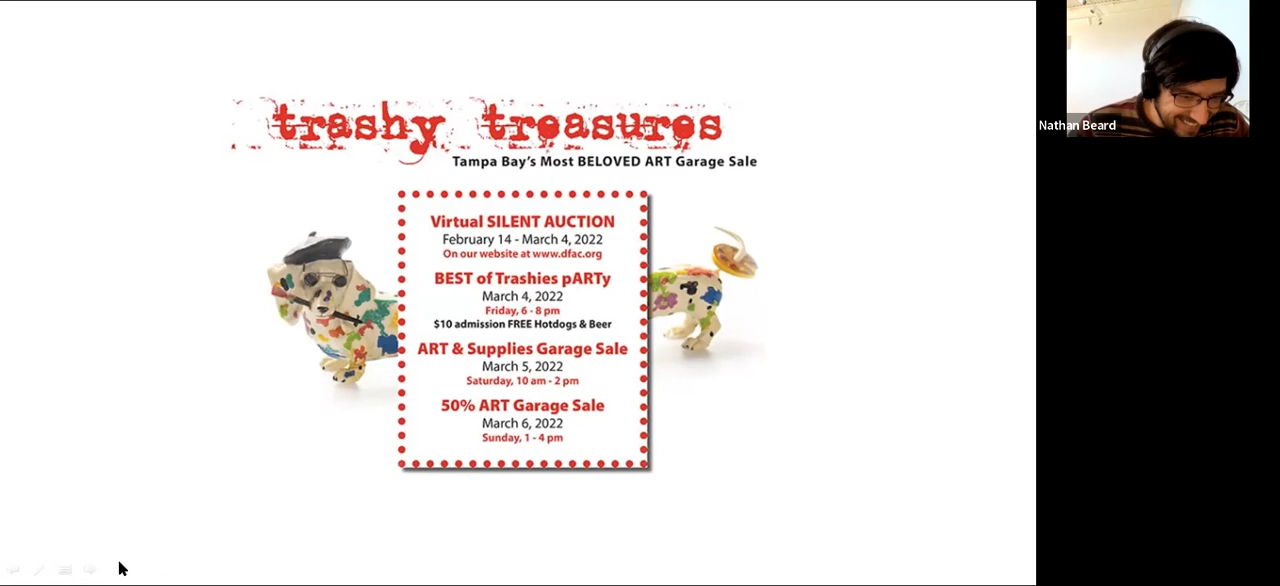 trashy treasures
Tampa Bay's Most BELOVED ART Garage Sale
Virtual SILENT AUCTION
February 14 - March 4, 2022
On our website at www.dfac.org
BEST of Trashies pARTy
March 4, 2022
Friday, 6 - 8 pm
$10 admission FREE Hotdogs & Beer
ART & Supplies Garage Sale
March 5, 2022
Saturday, 10 am - 2 pm
50% ART Garage Sale
March 6, 2022
Sunday, 1 - 4 pm
Nathan Beard